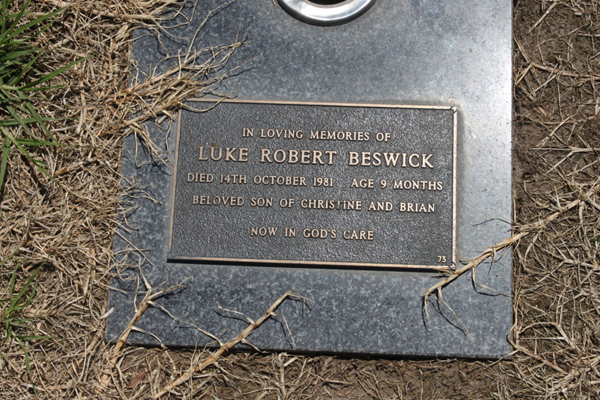 IN LOVING MEMORIES OF
LUKE ROBERT BESWICK
DIED 14TH OCTOBER 1981 AGE 9 MONTHS
BELOVED SON OF CHRISTINE AND BRIAN
NOW IN GOD'S CARE
73